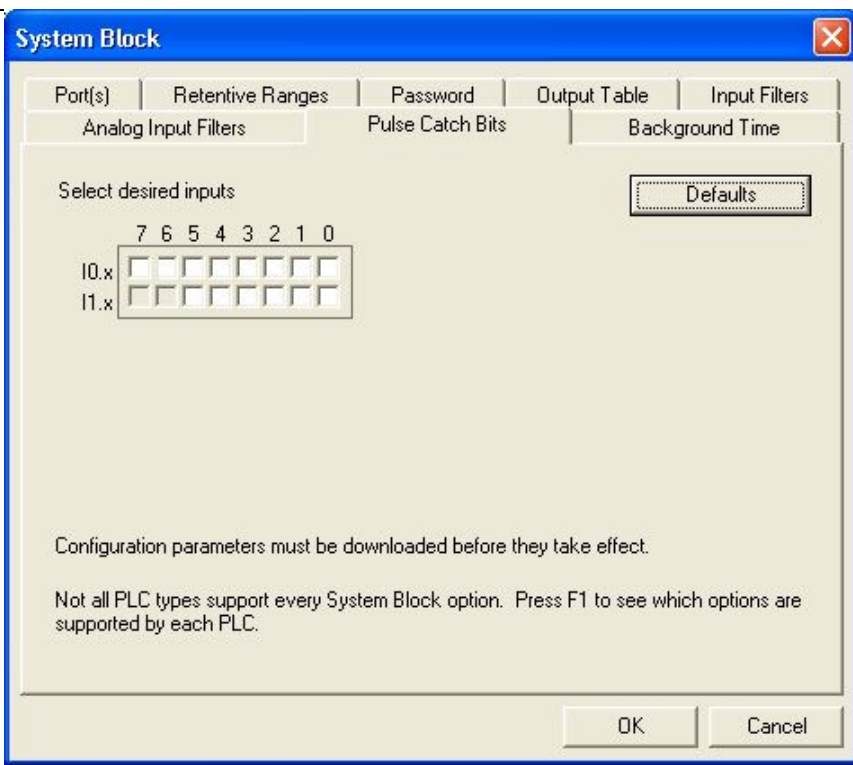 System Block
Port(s) Retentive Ranges Password Output Table Input Filters
Analog Input Filters Pulse Catch Bits Background Time
Select desired inputs Defaults
7 6 5 4 3 2 1 0
I0.x
I1.x
Configuration parameters must be downloaded before they take effect.
Not all PLC types support every System Block option. Press F1 to see which options are
supported by each PLC.
OK Cancel